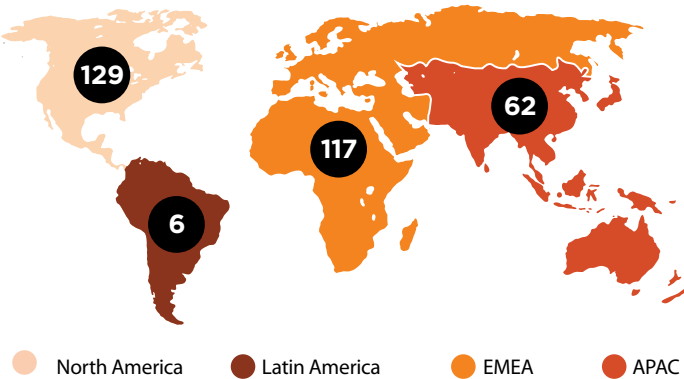 129
62
117
6
North America
Latin America
EMEA
APAC